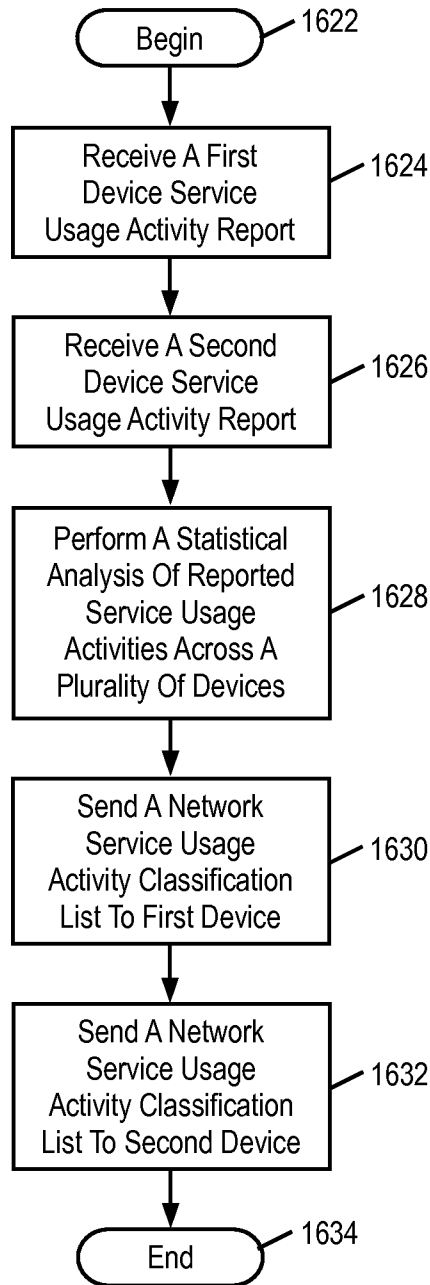 Begin
1622
Receive A First
Device Service
Usage Activity Report
1624
Receive A Second
Device Service
Usage Activity Report
1626
Perform A Statistical
Analysis Of Reported
Service Usage
Activities Across A
Plurality Of Devices
1628
Send A Network
Service Usage
Activity Classification
List To First Device
1630
Send A Network
Service Usage
Activity Classification
List To Second Device
1632
End
1634